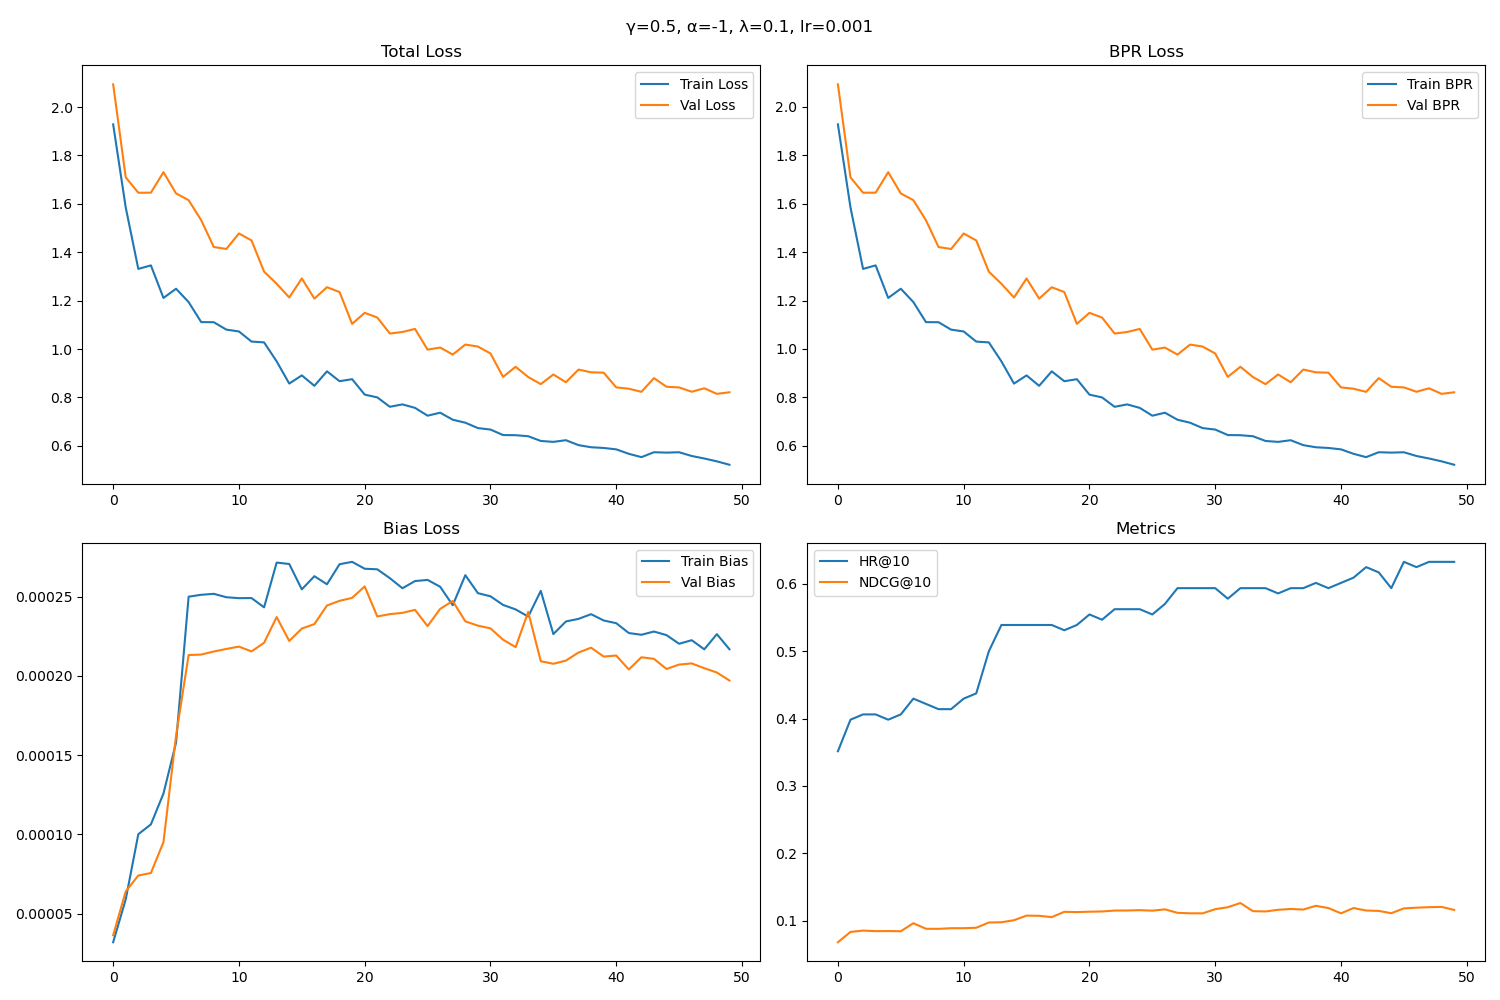 γ=0.5, α=-1, λ=0.1, lr=0.001
Total Loss
Train Loss
Val Loss
2.0
1.8
1.6
1.4
1.2
1.0
0.8
0.6
0 10 20 30 40 50
BPR Loss
Train BPR
Val BPR
2.0
1.8
1.6
1.4
1.2
1.0
0.8
0.6
0 10 20 30 40 50
Bias Loss
Train Bias
Val Bias
0.00025
0.00020
0.00015
0.00010
0.00005
0 10 20 30 40 50
Metrics
HR@10
NDCG@10
0.6
0.5
0.4
0.3
0.2
0.1
0 10 20 30 40 50